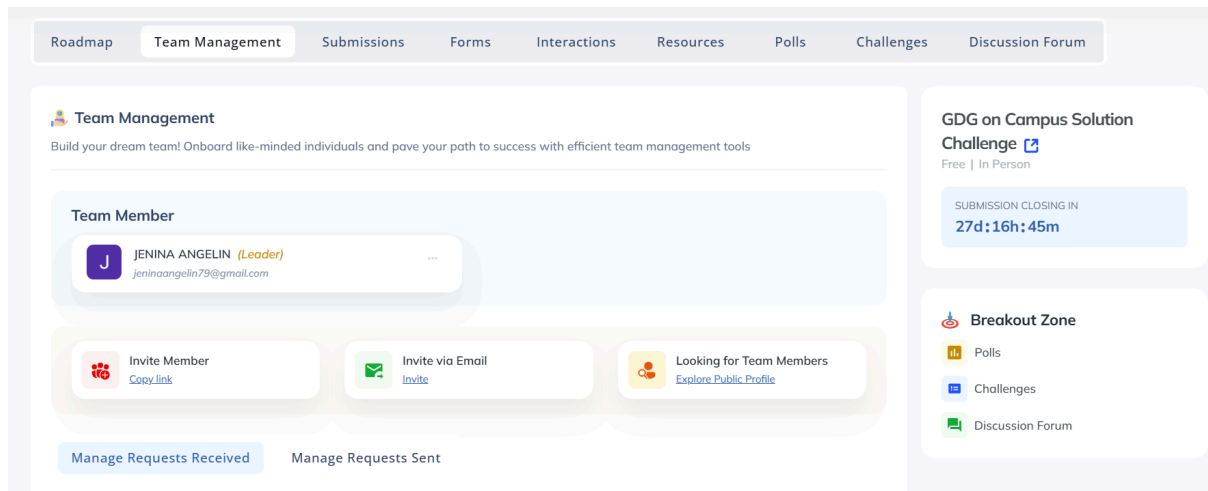 Roadmap Team Management Submissions Forms Interactions Resources Polls Challenges Discussion Forum
Team Management
Build your dream team! Onboard like-minded individuals and pave your path to success with efficient team management tools
Team Member
J
JENINA ANGELIN (Leader)
jeninaangelin79@gmail.com
...
Invite Member
Copy link
Invite via Email
Invite
Looking for Team Members
Explore Public Profile
Manage Requests Received Manage Requests Sent
GDG on Campus Solution
Challenge
Free | In Person
SUBMISSION CLOSING IN
27d:16h:45m
Breakout Zone
Polls
Challenges
Discussion Forum